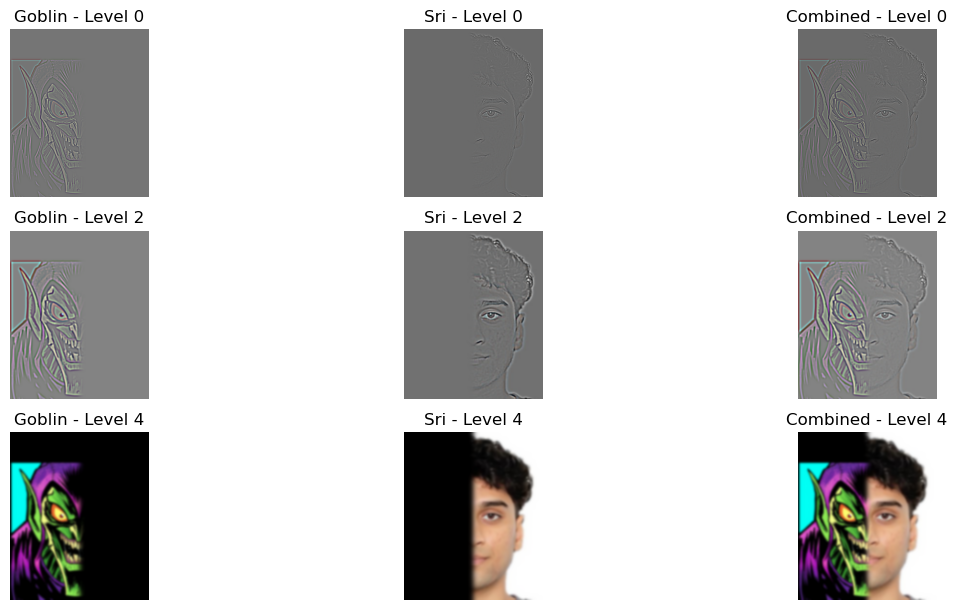 Goblin - Level 0
Sri - Level 0
Combined - Level 0
Goblin - Level 2
Sri - Level 2
Combined - Level 2
Goblin - Level 4
Sri - Level 4
Combined - Level 4